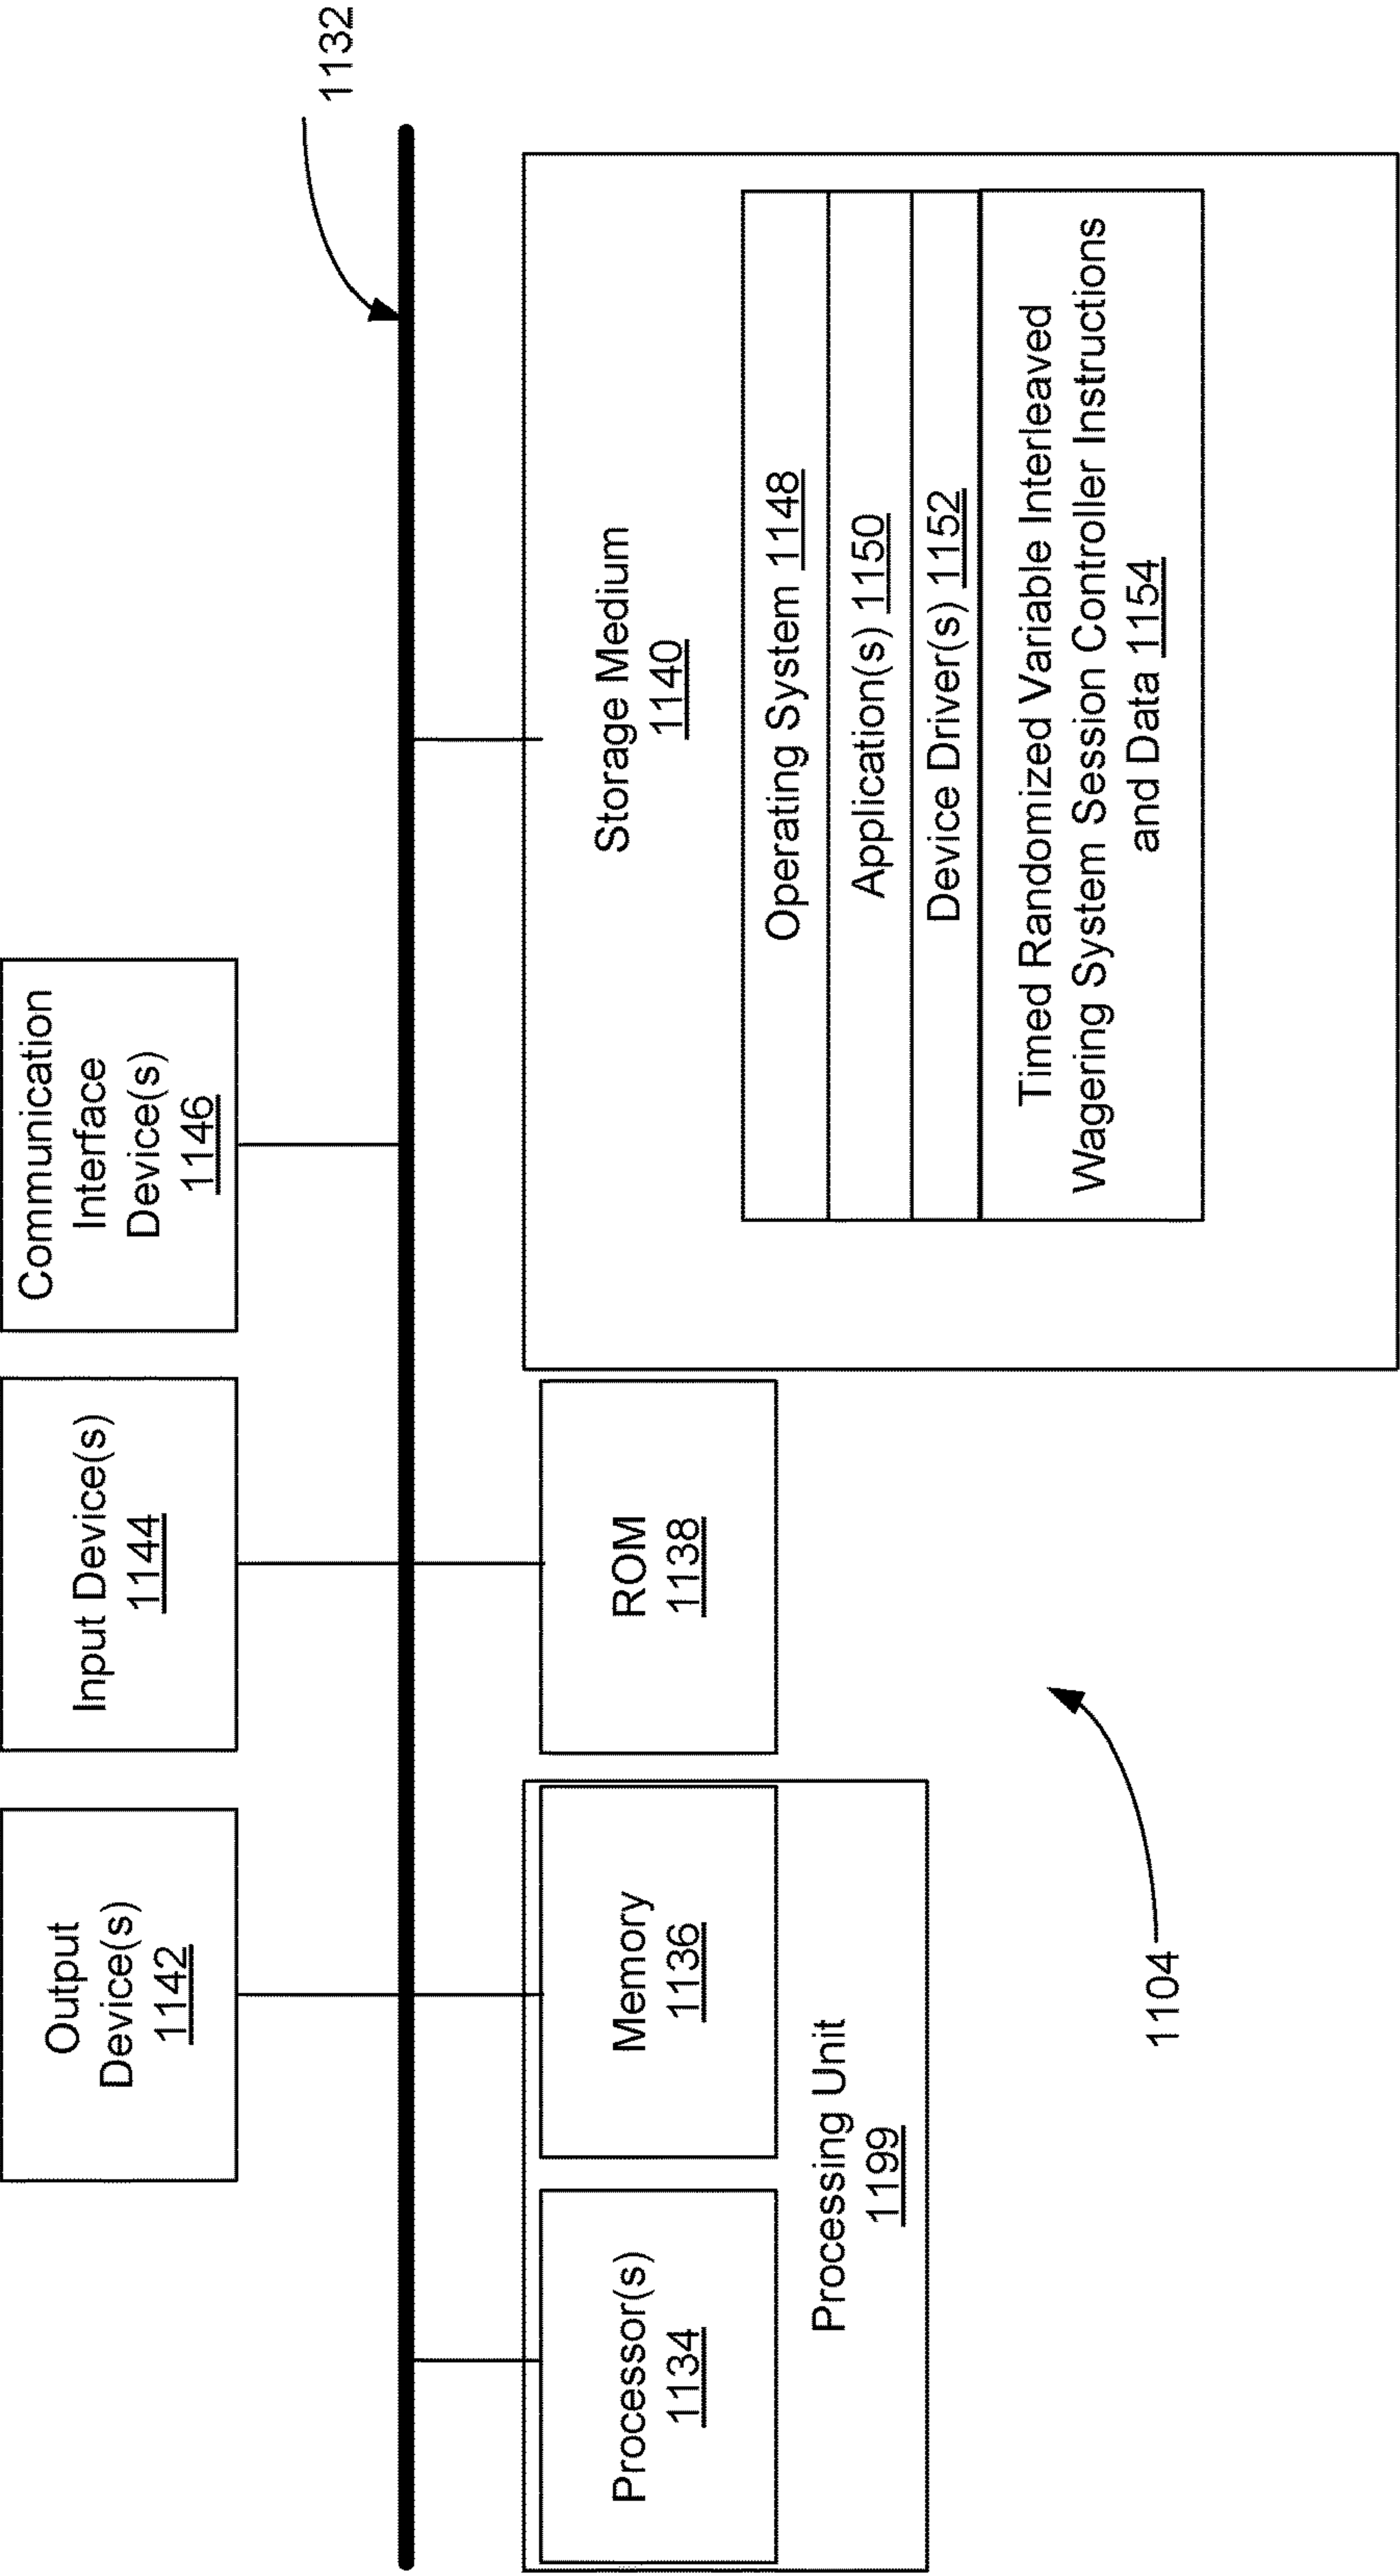 Output
Device(s)
1142
Input Device(s)
1144
Communication
Interface
Device(s)
1146
1132
Processor(s)
1134
Memory
1136
Processing Unit
1199
ROM
1138
Storage Medium
1140
Operating System 1148
Application(s) 1150
Device Driver(s) 1152
Timed Randomized Variable Interleaved
Wagering System Session Controller Instructions
and Data 1154
1104